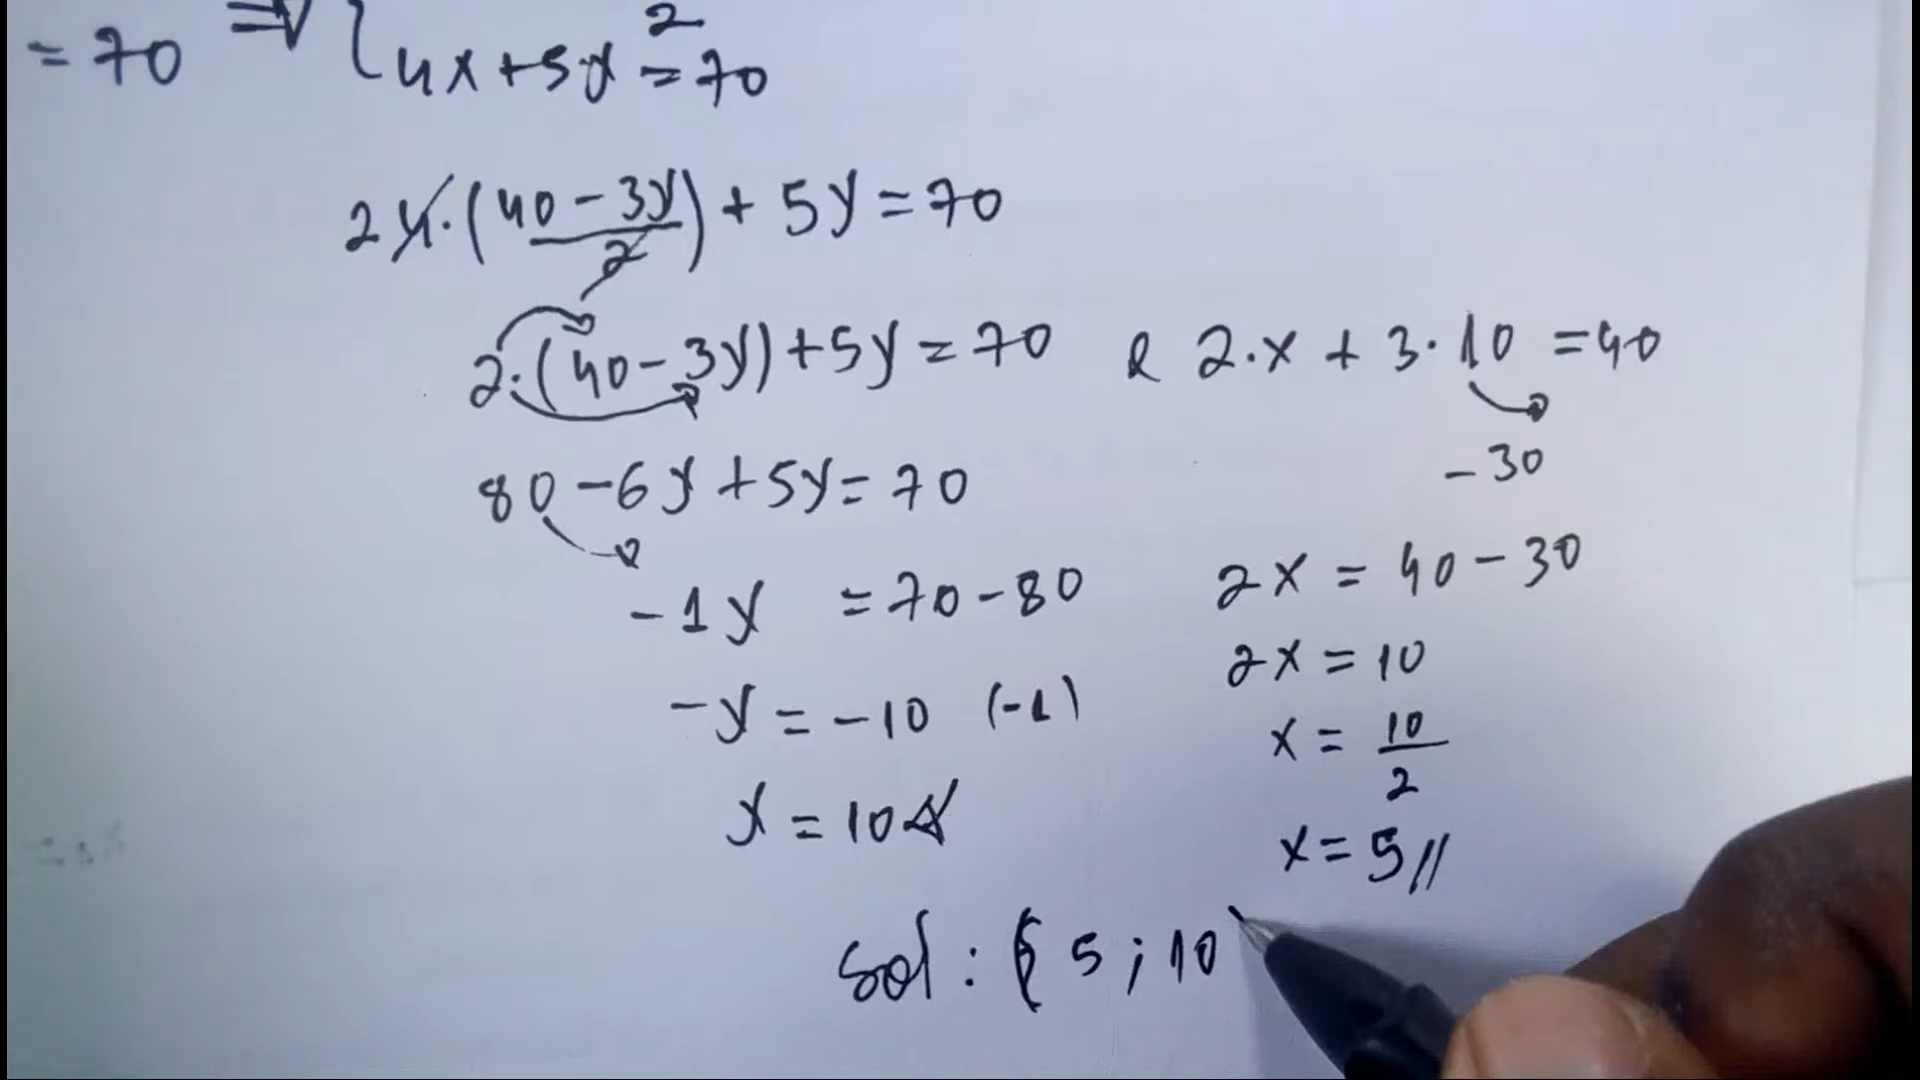 = 70 ⇒ { 2
4x + 5y = 70
24·(40 - 3y / 2) + 5y = 70
2·(40 - 3y) + 5y = 70
80 - 6y + 5y = 70
- 1y = 70 - 80
- y = - 10 (-1)
y = 10
2·x + 3·10 = 40
- 30
2x = 40 - 30
2x = 10
x = 10/2
x = 5//
Sol: { 5 ; 10